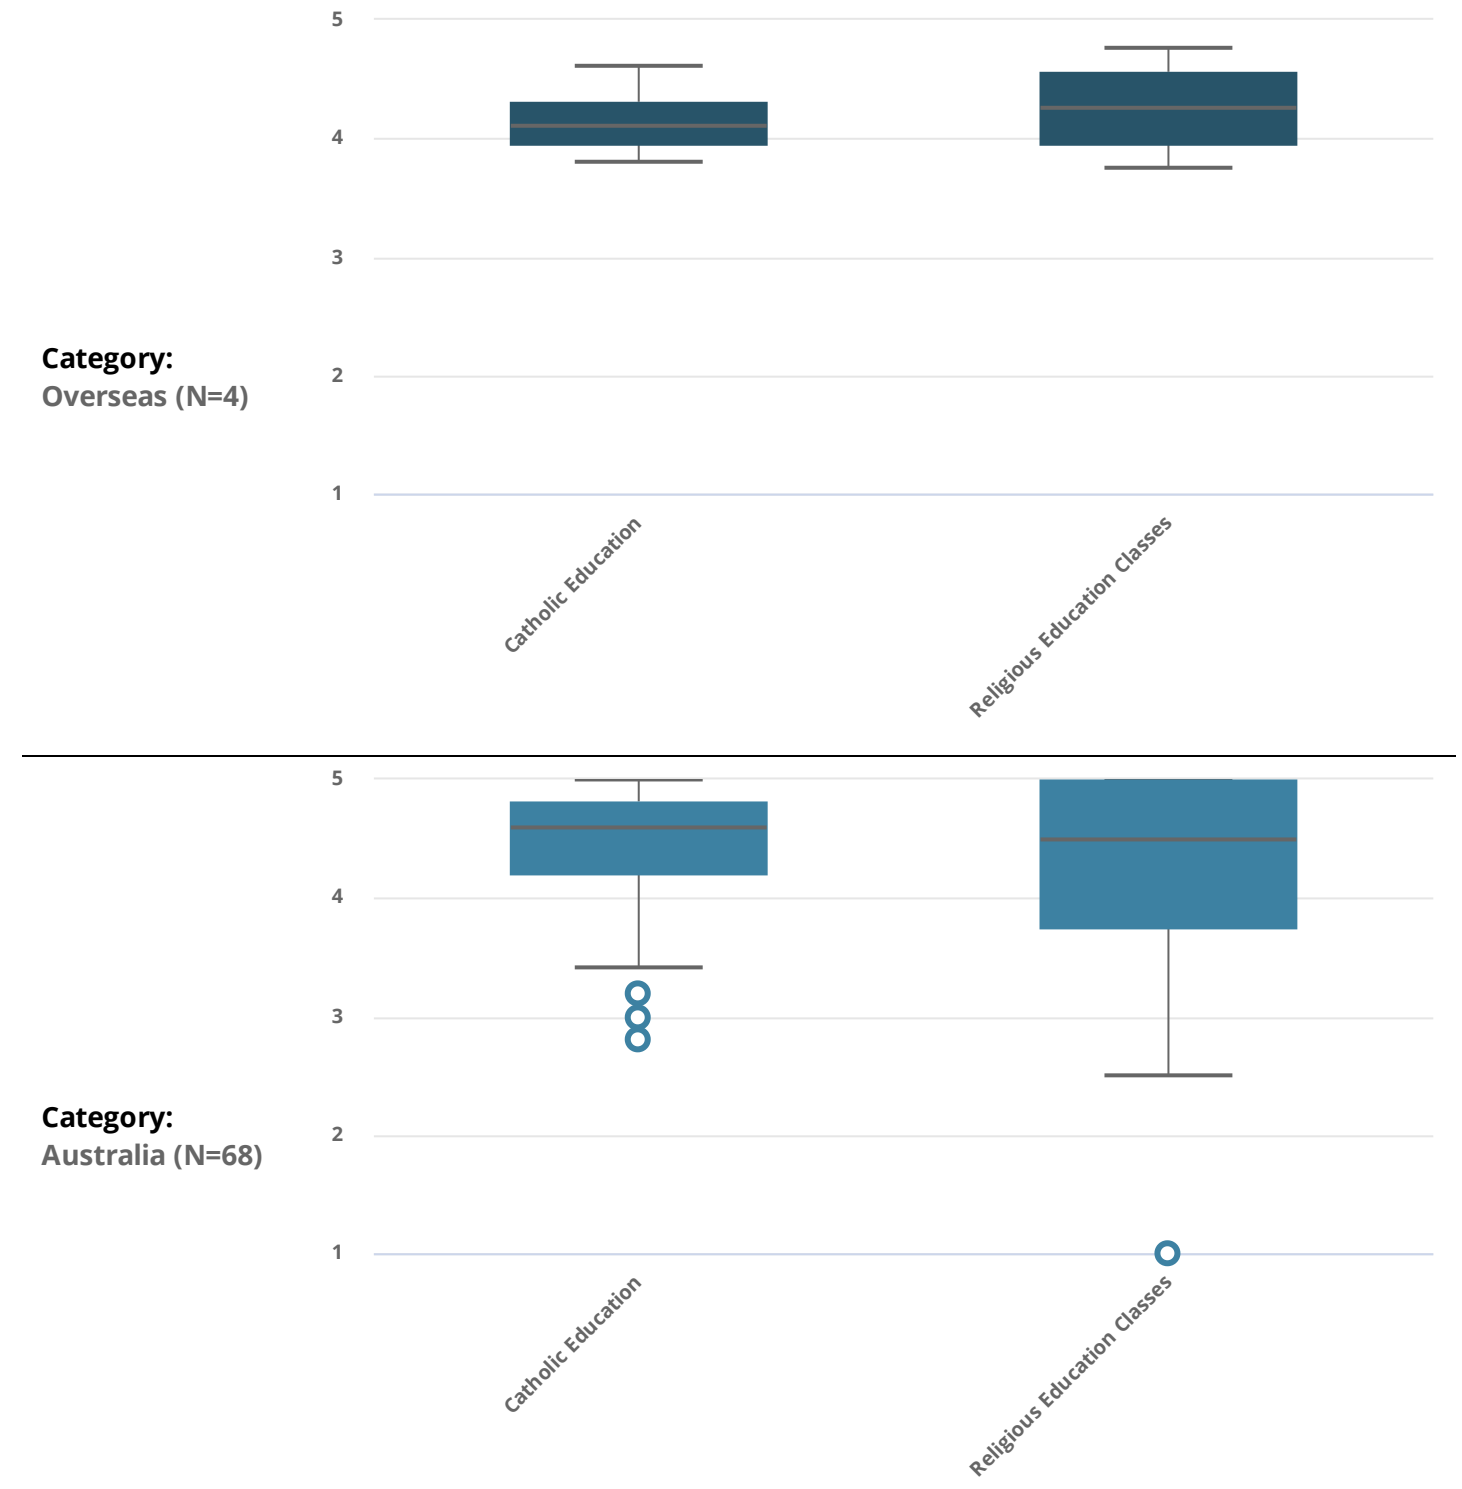 5
4
3
2
1
Category:
Overseas (N=4)
Catholic Education
Religious Education Classes
5
4
3
2
1
Category:
Australia (N=68)
Catholic Education
Religious Education Classes